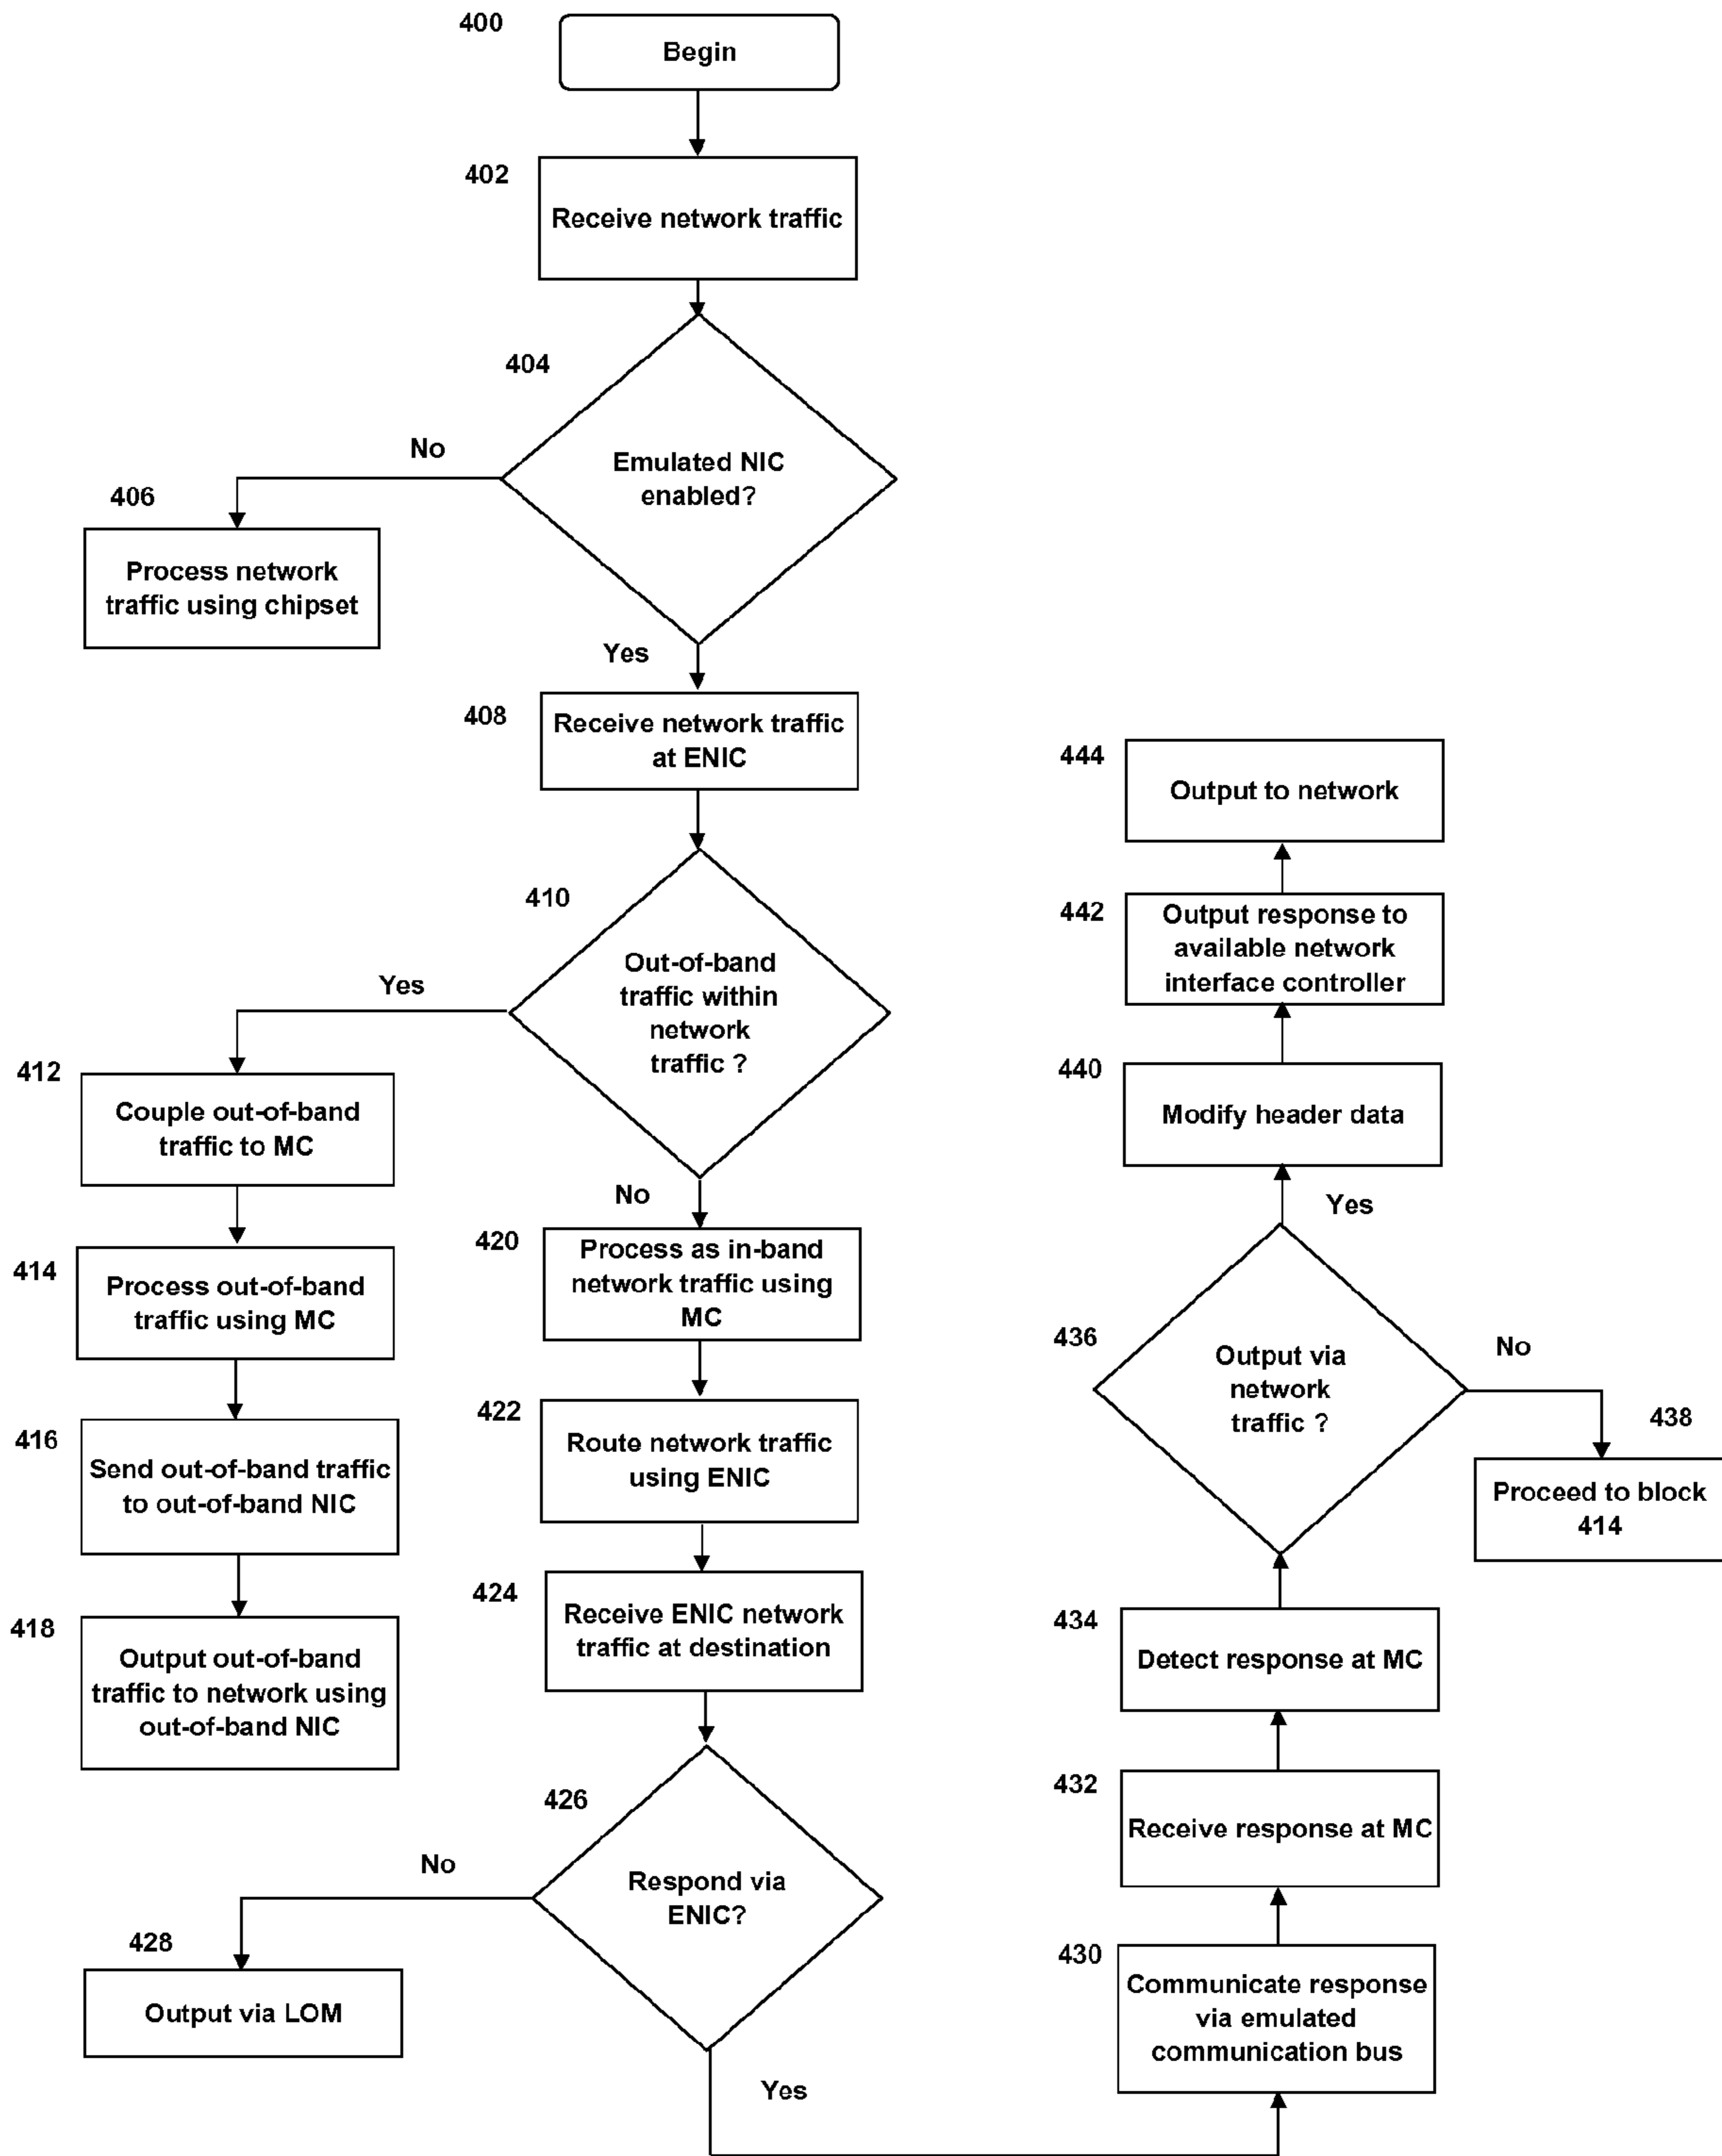 400
Begin
402
Receive network traffic
404
Emulated NIC
enabled?
No
406
Process network
traffic using chipset
Yes
408
Receive network traffic
at ENIC
410
Out-of-band
traffic within
network
traffic ?
Yes
412
Couple out-of-band
traffic to MC
414
Process out-of-band
traffic using MC
416
Send out-of-band traffic
to out-of-band NIC
418
Output out-of-band
traffic to network using
out-of-band NIC
No
420
Process as in-band
network traffic using
MC
422
Route network traffic
using ENIC
424
Receive ENIC network
traffic at destination
426
Respond via
ENIC?
No
428
Output via LOM
Yes
430
Communicate response
via emulated
communication bus
432
Receive response at MC
434
Detect response at MC
436
Output via
network
traffic ?
No
438
Proceed to block
414
Yes
440
Modify header data
442
Output response to
available network
interface controller
444
Output to network